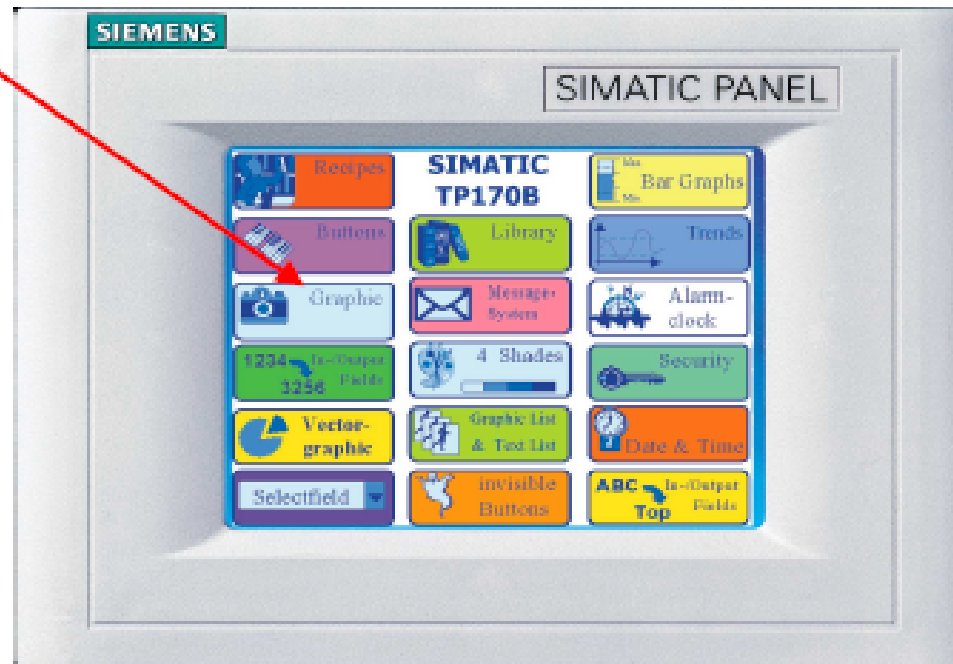 SIEMENS
SIMATIC PANEL
Recipes
SIMATIC
TP170B
Max
Bar Graphs
Min
Buttons
Library
Trends
Graphic
Message-
System
Alarm-
clock
1234
In-/Output
3256
Fields
4 Shades
Security
Vector-
graphic
Graphic List
& Text List
Date & Time
Selectfield
invisible
Buttons
ABC
In-/Output
Top
Fields